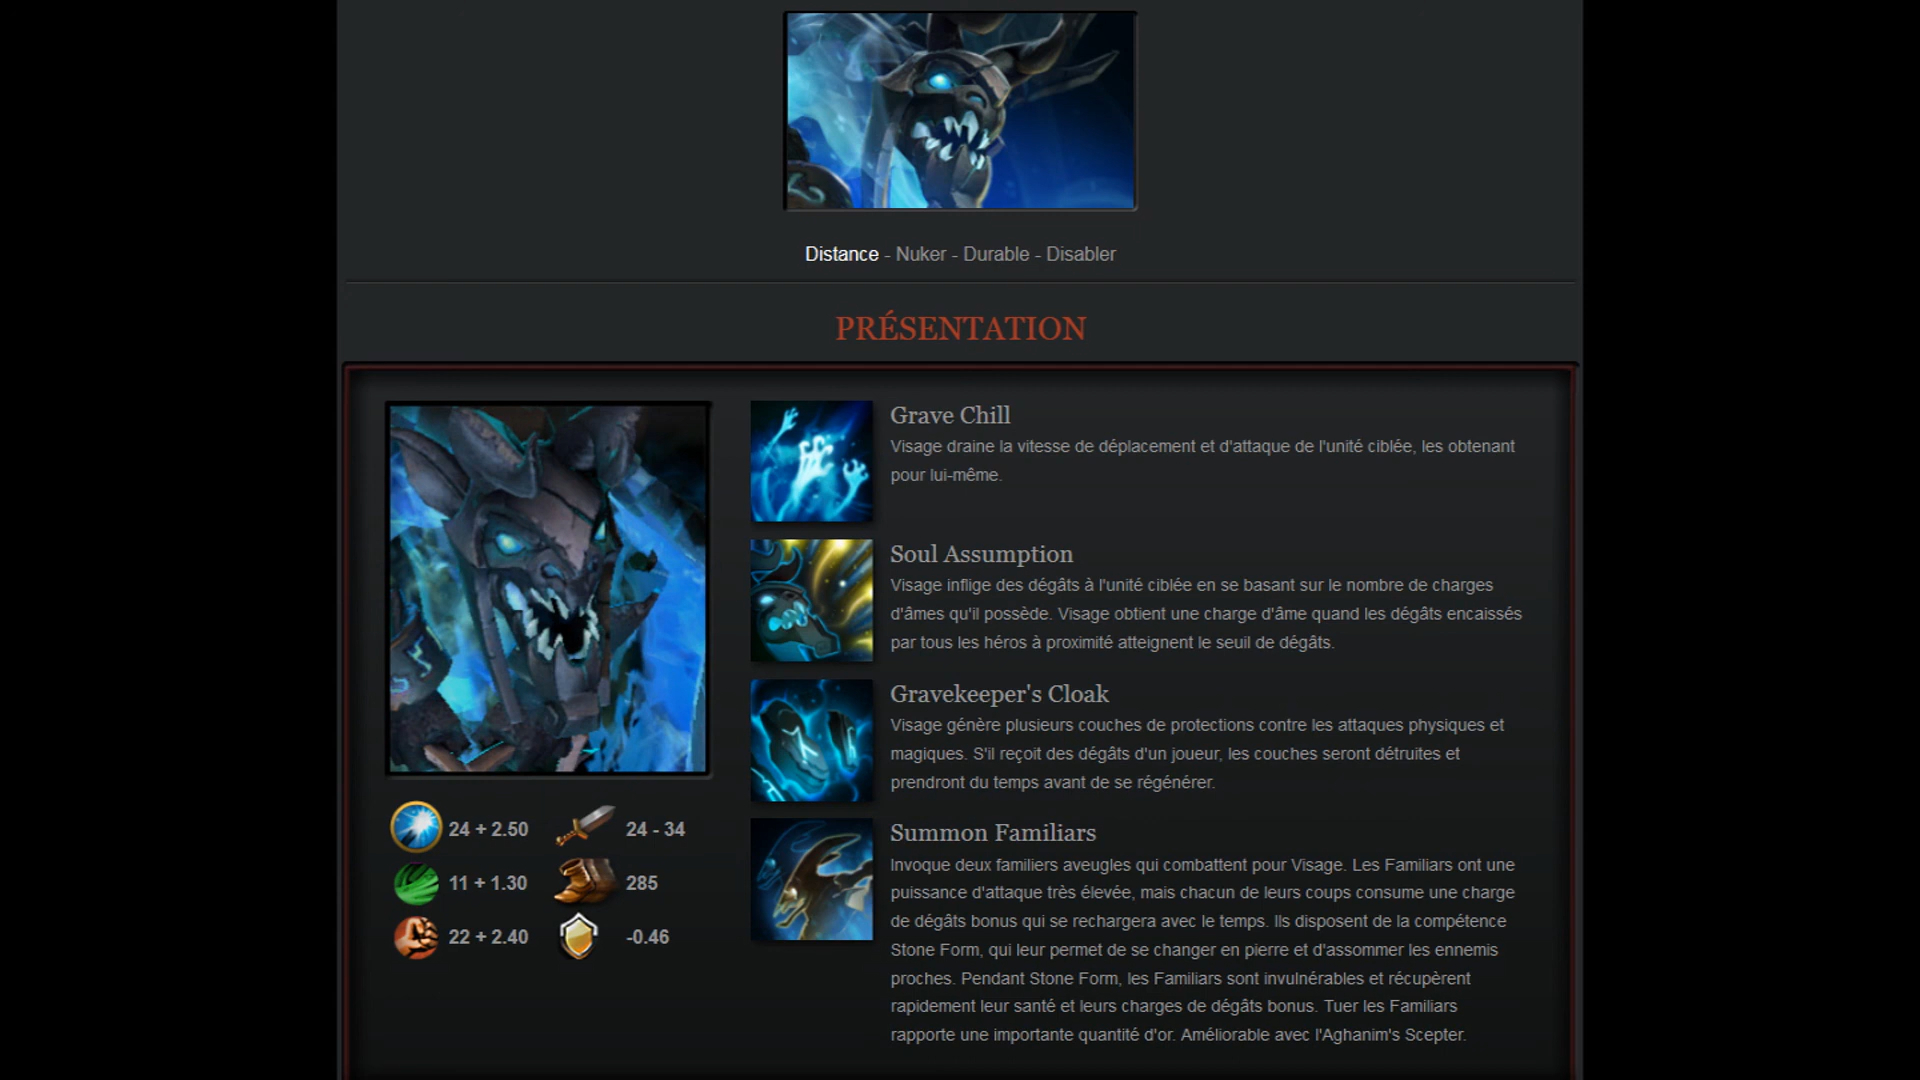 Distance - Nuker - Durable - Disabler
PRÉSENTATION
Grave Chill
Visage draine la vitesse de déplacement et d'attaque de l'unité ciblée, les obtenant
pour lui-même.
Soul Assumption
Visage inflige des dégâts à l'unité ciblée en se basant sur le nombre de charges
d'âmes qu'il possède. Visage obtient une charge d'âme quand les dégâts encaissés
par tous les héros à proximité atteignent le seuil de dégâts.
Gravekeeper's Cloak
Visage génère plusieurs couches de protections contre les attaques physiques et
magiques. S'il reçoit des dégâts d'un joueur, les couches seront détruites et
prendront du temps avant de se régénérer.
Summon Familiars
Invoque deux familiers aveugles qui combattent pour Visage. Les Familiars ont une
puissance d'attaque très élevée, mais chacun de leurs coups consume une charge
de dégâts bonus qui se rechargera avec le temps. Ils disposent de la compétence
Stone Form, qui leur permet de se changer en pierre et d'assommer les ennemis
proches. Pendant Stone Form, les Familiars sont invulnérables et récupèrent
rapidement leur santé et leurs charges de dégâts bonus. Tuer les Familiars
rapporte une importante quantité d'or. Améliorable avec l'Aghanim's Scepter.
24 + 2.50 24 - 34
11 + 1.30 285
22 + 2.40 -0.46